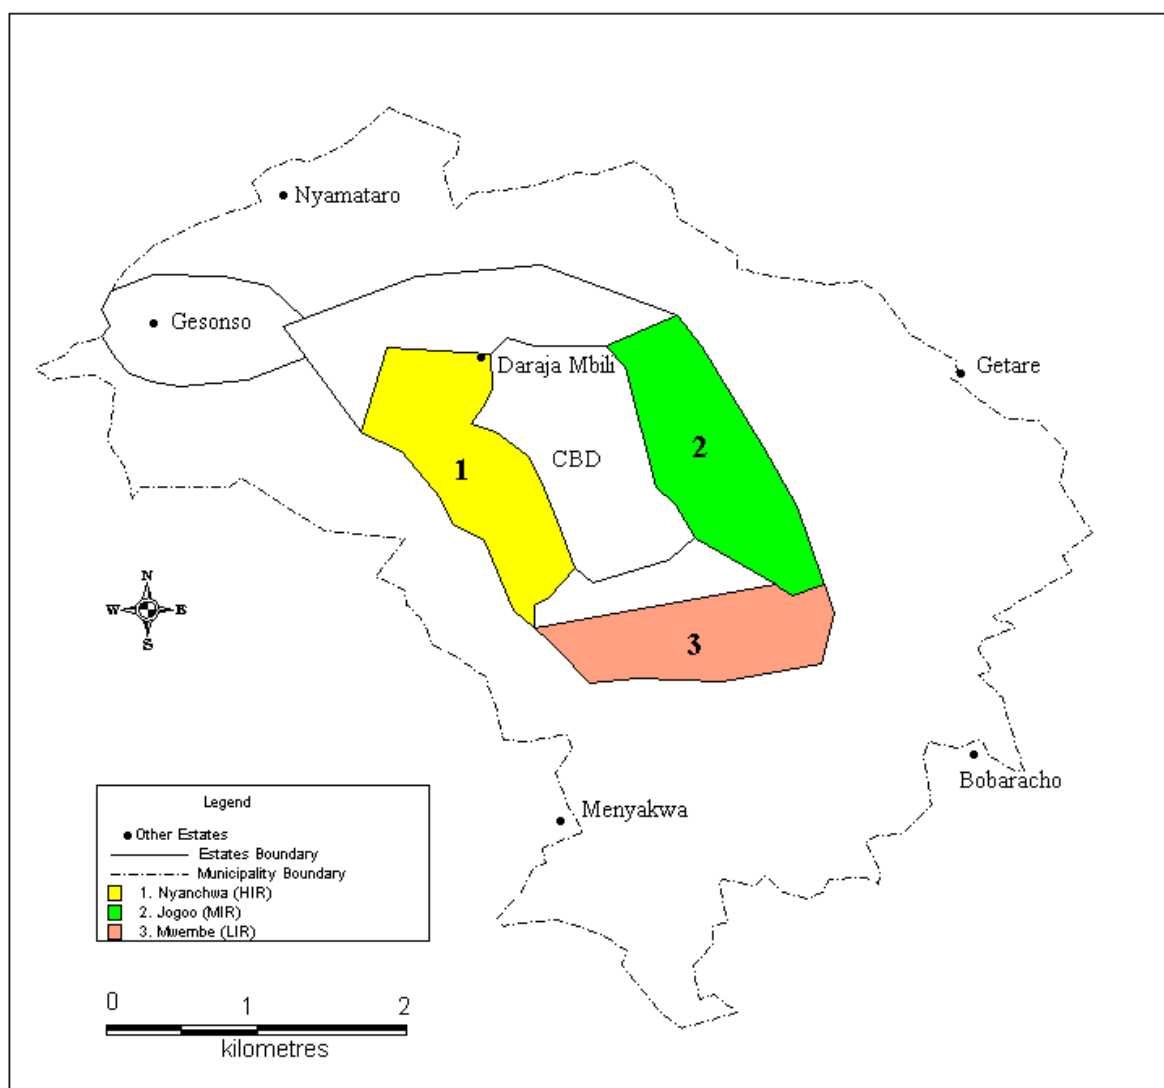 Nyamataro
Gesonso
Daraja Mbili
Getare
2
CBD
1
N
W E
S
3
Bobaracho
Menyakwa
Legend
Other Estates
Estates Boundary
Municipality Boundary
1. Nyanchwa (HIR)
2. Jogoo (MIR)
3. Mwembe (LIR)
0 1 2
kilometres